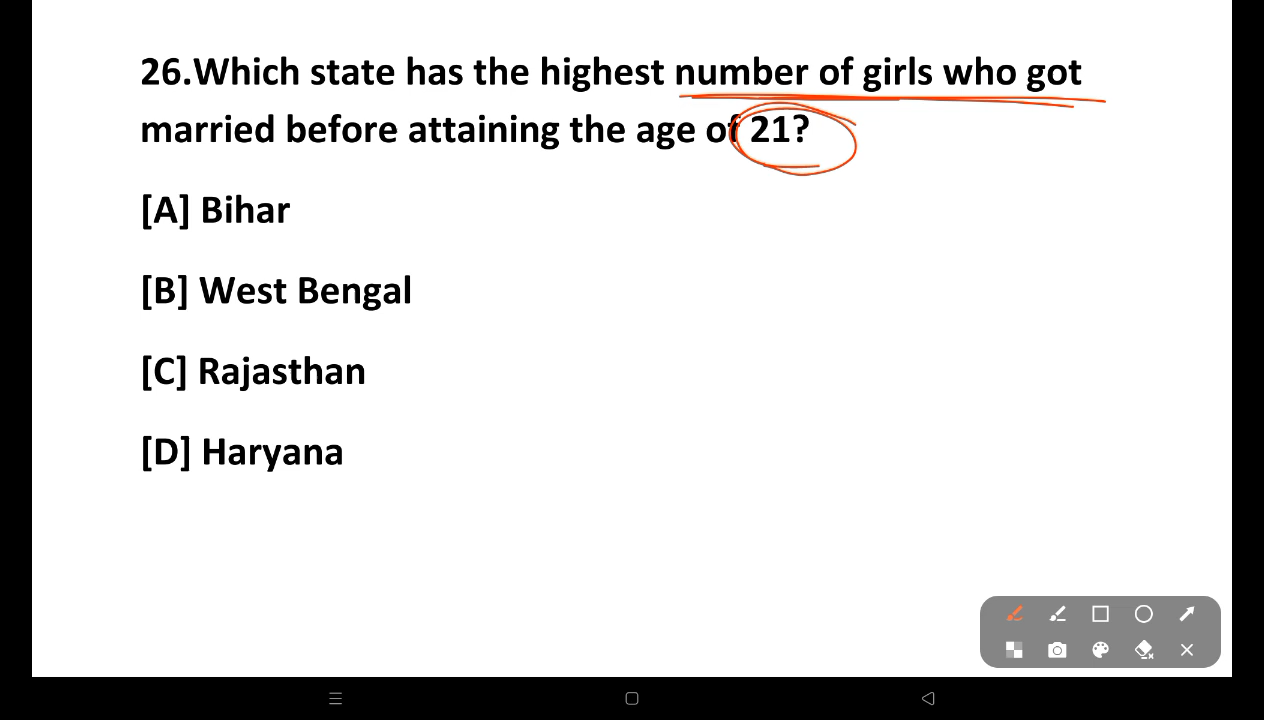 26.Which state has the highest number of girls who got
married before attaining the age of 21?
[A] Bihar
[B] West Bengal
[C] Rajasthan
[D] Haryana